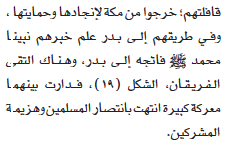 قافلتهم؛ خرجوا من مكة لإنجادها وحمايتها،
وفي طريقهم إلى بدر علم خبرهم نبينا
محمد ﷺ فاتجه إلى بدر، وهناك التقى
الفريقان، الشكل (١٩)، فدارت بينهما
معركة كبيرة انتهت بانتصار المسلمين وهزيمة
المشركين.